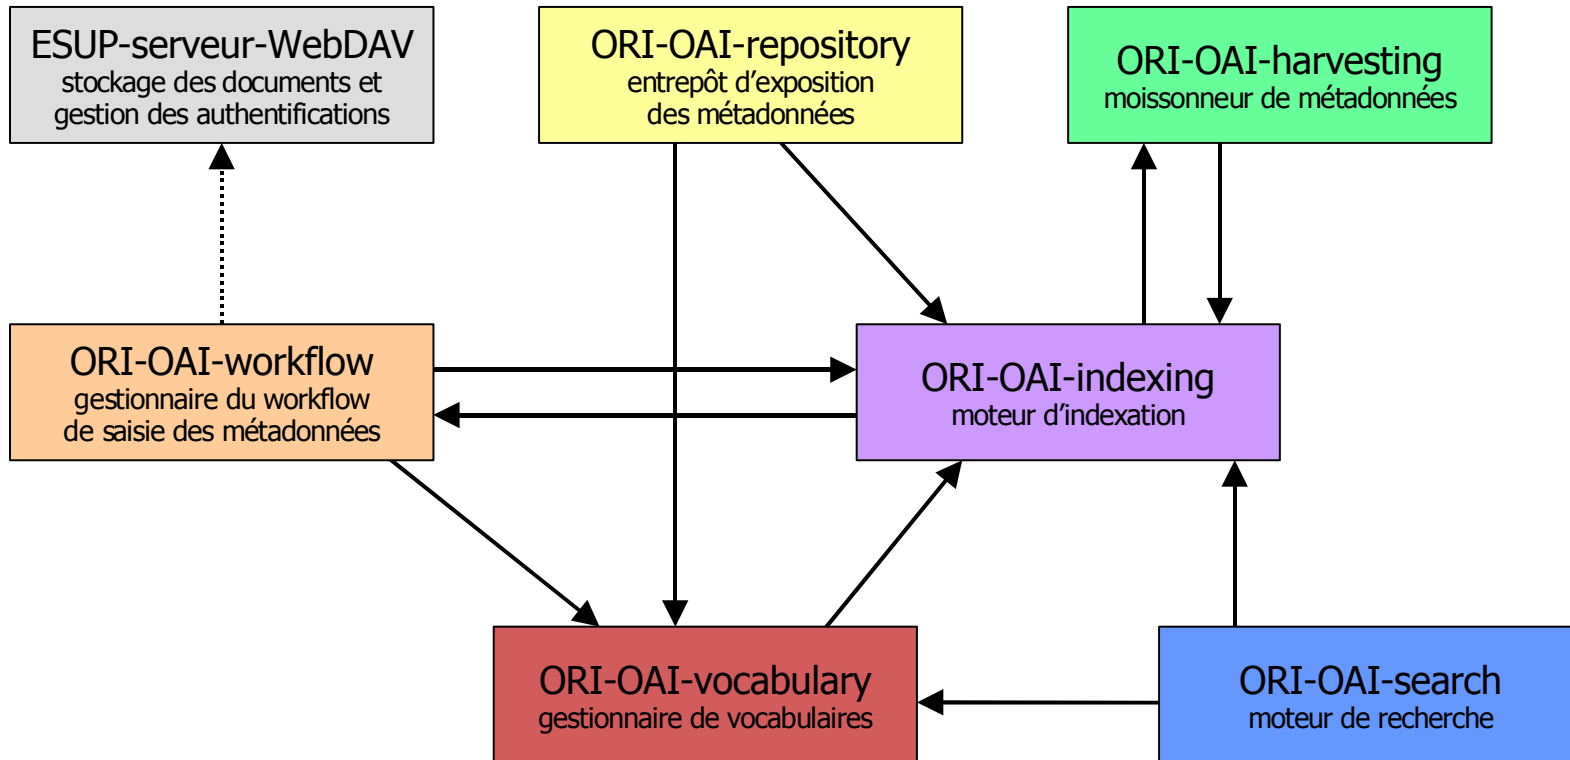 ESUP-serveur-WebDAV
stockage des documents et
gestion des authentifications
ORI-OAI-repository
entrepôt d'exposition
des métadonnées
ORI-OAI-harvesting
moissonneur de métadonnées
ORI-OAI-workflow
gestionnaire du workflow
de saisie des métadonnées
ORI-OAI-indexing
moteur d'indexation
ORI-OAI-vocabulary
gestionnaire de vocabulaires
ORI-OAI-search
moteur de recherche